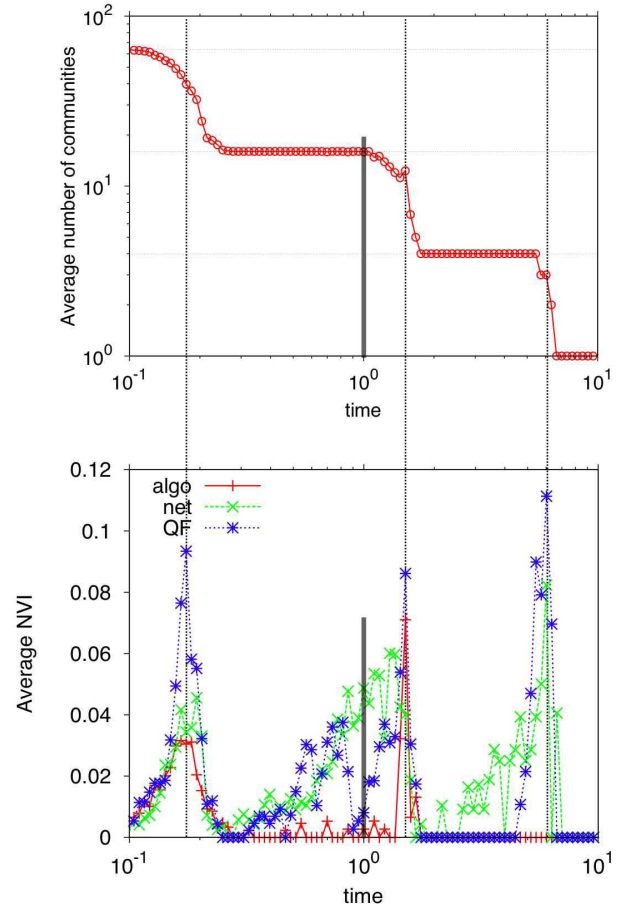 Average number of communities
10^2
10^1
10^0
10^-1 10^0 10^1
time
Average NVI
0.12
0.1
0.08
0.06
0.04
0.02
0
algo
net
QF
10^-1 10^0 10^1
time